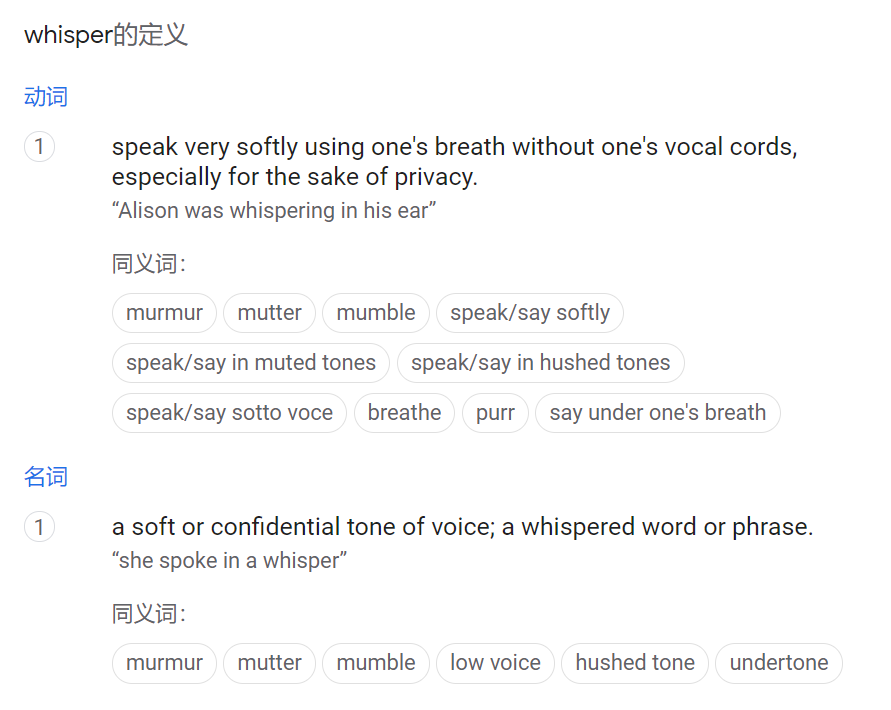 whisper的定义
动词
1 speak very softly using one's breath without one's vocal cords,
especially for the sake of privacy.
“Alison was whispering in his ear”
同义词：
murmur mutter mumble speak/say softly
speak/say in muted tones speak/say in hushed tones
speak/say sotto voce breathe purr say under one's breath
名词
1 a soft or confidential tone of voice; a whispered word or phrase.
“she spoke in a whisper”
同义词：
murmur mutter mumble low voice hushed tone undertone